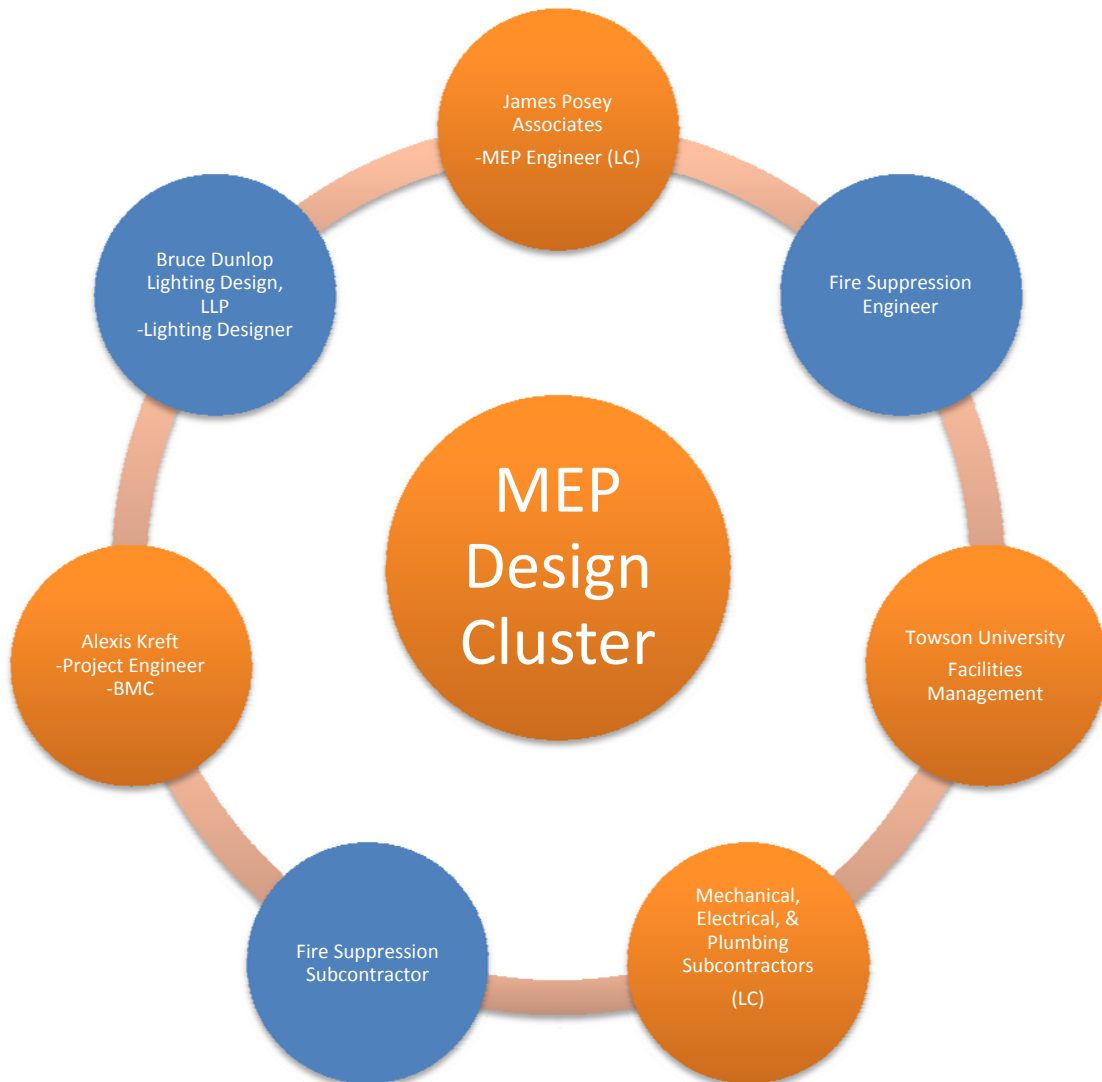 James Posey
Associates
-MEP Engineer (LC)
Bruce Dunlop
Lighting Design,
LLP
-Lighting Designer
Fire Suppression
Engineer
MEP
Design
Cluster
Alexis Kreft
-Project Engineer
-BMC
Towson University
Facilities
Management
Fire Suppression
Subcontractor
Mechanical,
Electrical, &
Plumbing
Subcontractors
(LC)